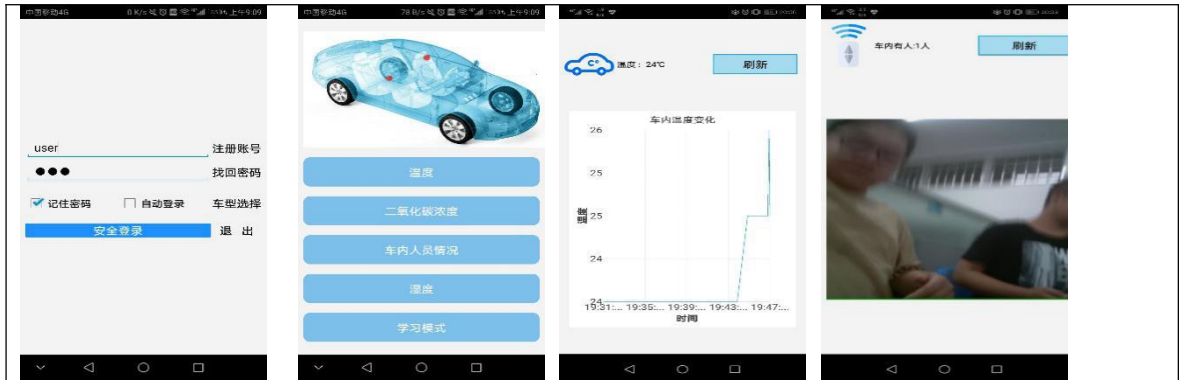 中国移动4G 0 K/s 上午9:09
user 注册账号
●●● 找回密码
记住密码 自动登录 车型选择
安全登录 退 出
中国移动4G 78 B/s 上午9:09
温度
二氧化碳浓度
车内人员情况
湿度
学习模式
C° 温度：24℃ 刷新
车内温度变化
26
25
温度 25
24
24
19:31:... 19:35:... 19:39:... 19:43:... 19:47:...
时间
车内有人:1人 刷新